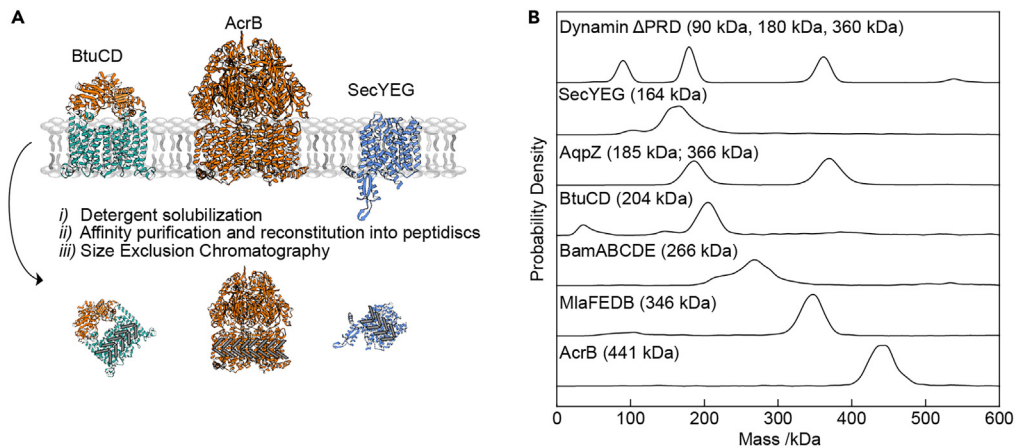 A
BtuCD
AcrB
SecYEG
i) Detergent solubilization
ii) Affinity purification and reconstitution into peptidiscs
iii) Size Exclusion Chromatography
B
Probability Density
Dynamin ΔPRD (90 kDa, 180 kDa, 360 kDa)
SecYEG (164 kDa)
AqpZ (185 kDa; 366 kDa)
BtuCD (204 kDa)
BamABCDE (266 kDa)
MlaFEDB (346 kDa)
AcrB (441 kDa)
0 100 200 300 400 500 600
Mass /kDa